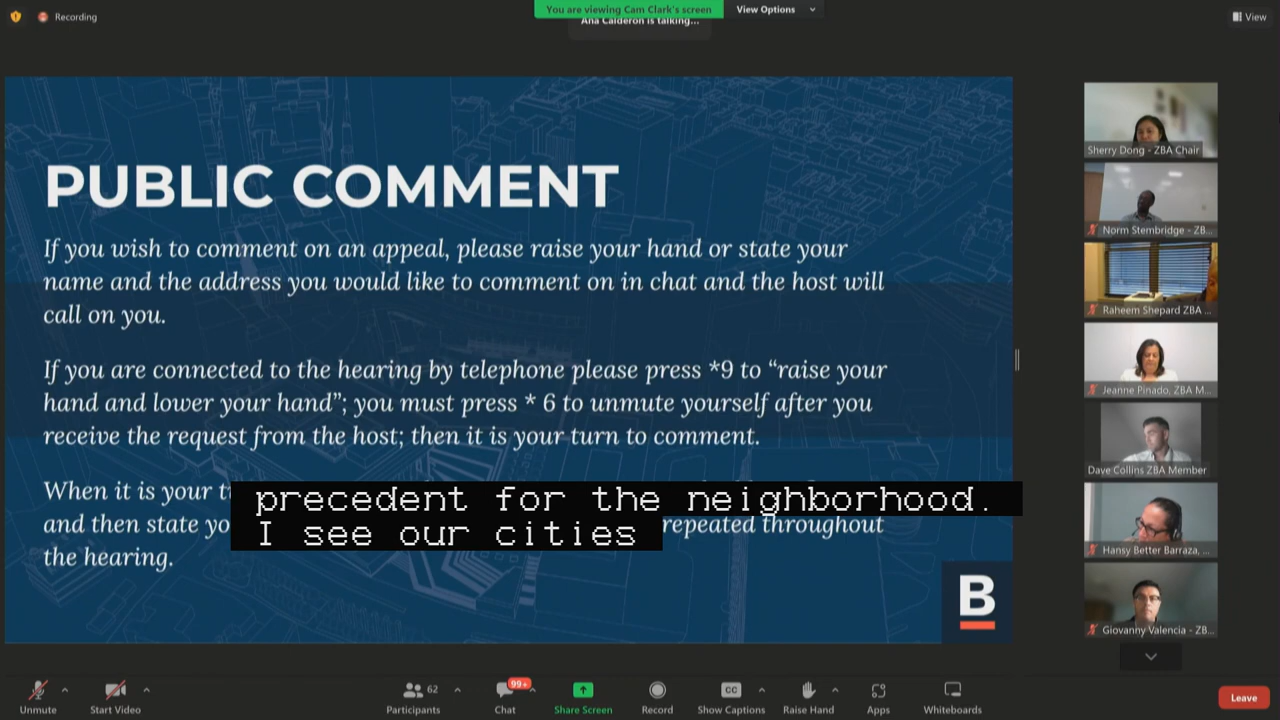 Recording
You are viewing Cam Clark's screen
View Options
Ana Calderon is talking...
View
PUBLIC COMMENT
If you wish to comment on an appeal, please raise your hand or state your
name and the address you would like to comment on in chat and the host will
call on you.
If you are connected to the hearing by telephone please press *9 to “raise your
hand and lower your hand”; you must press * 6 to unmute yourself after you
receive the request from the host; then it is your turn to comment.
When it is your
and then state repeated throughout
the hearing.
precedent for the neighborhood.
I see our cities
B
Sherry Dong - ZBA Chair
Norm Stembridge - ZB...
Raheem Shepard ZBA ...
Jeanne Pinado, ZBA M...
Dave Collins ZBA Member
Hansy Better Barraza, ...
Giovanny Valencia - ZB...
Unmute
Start Video
62
Participants
99+
Chat
Share Screen
Record
CC
Show Captions
Raise Hand
Apps
Whiteboards
Leave